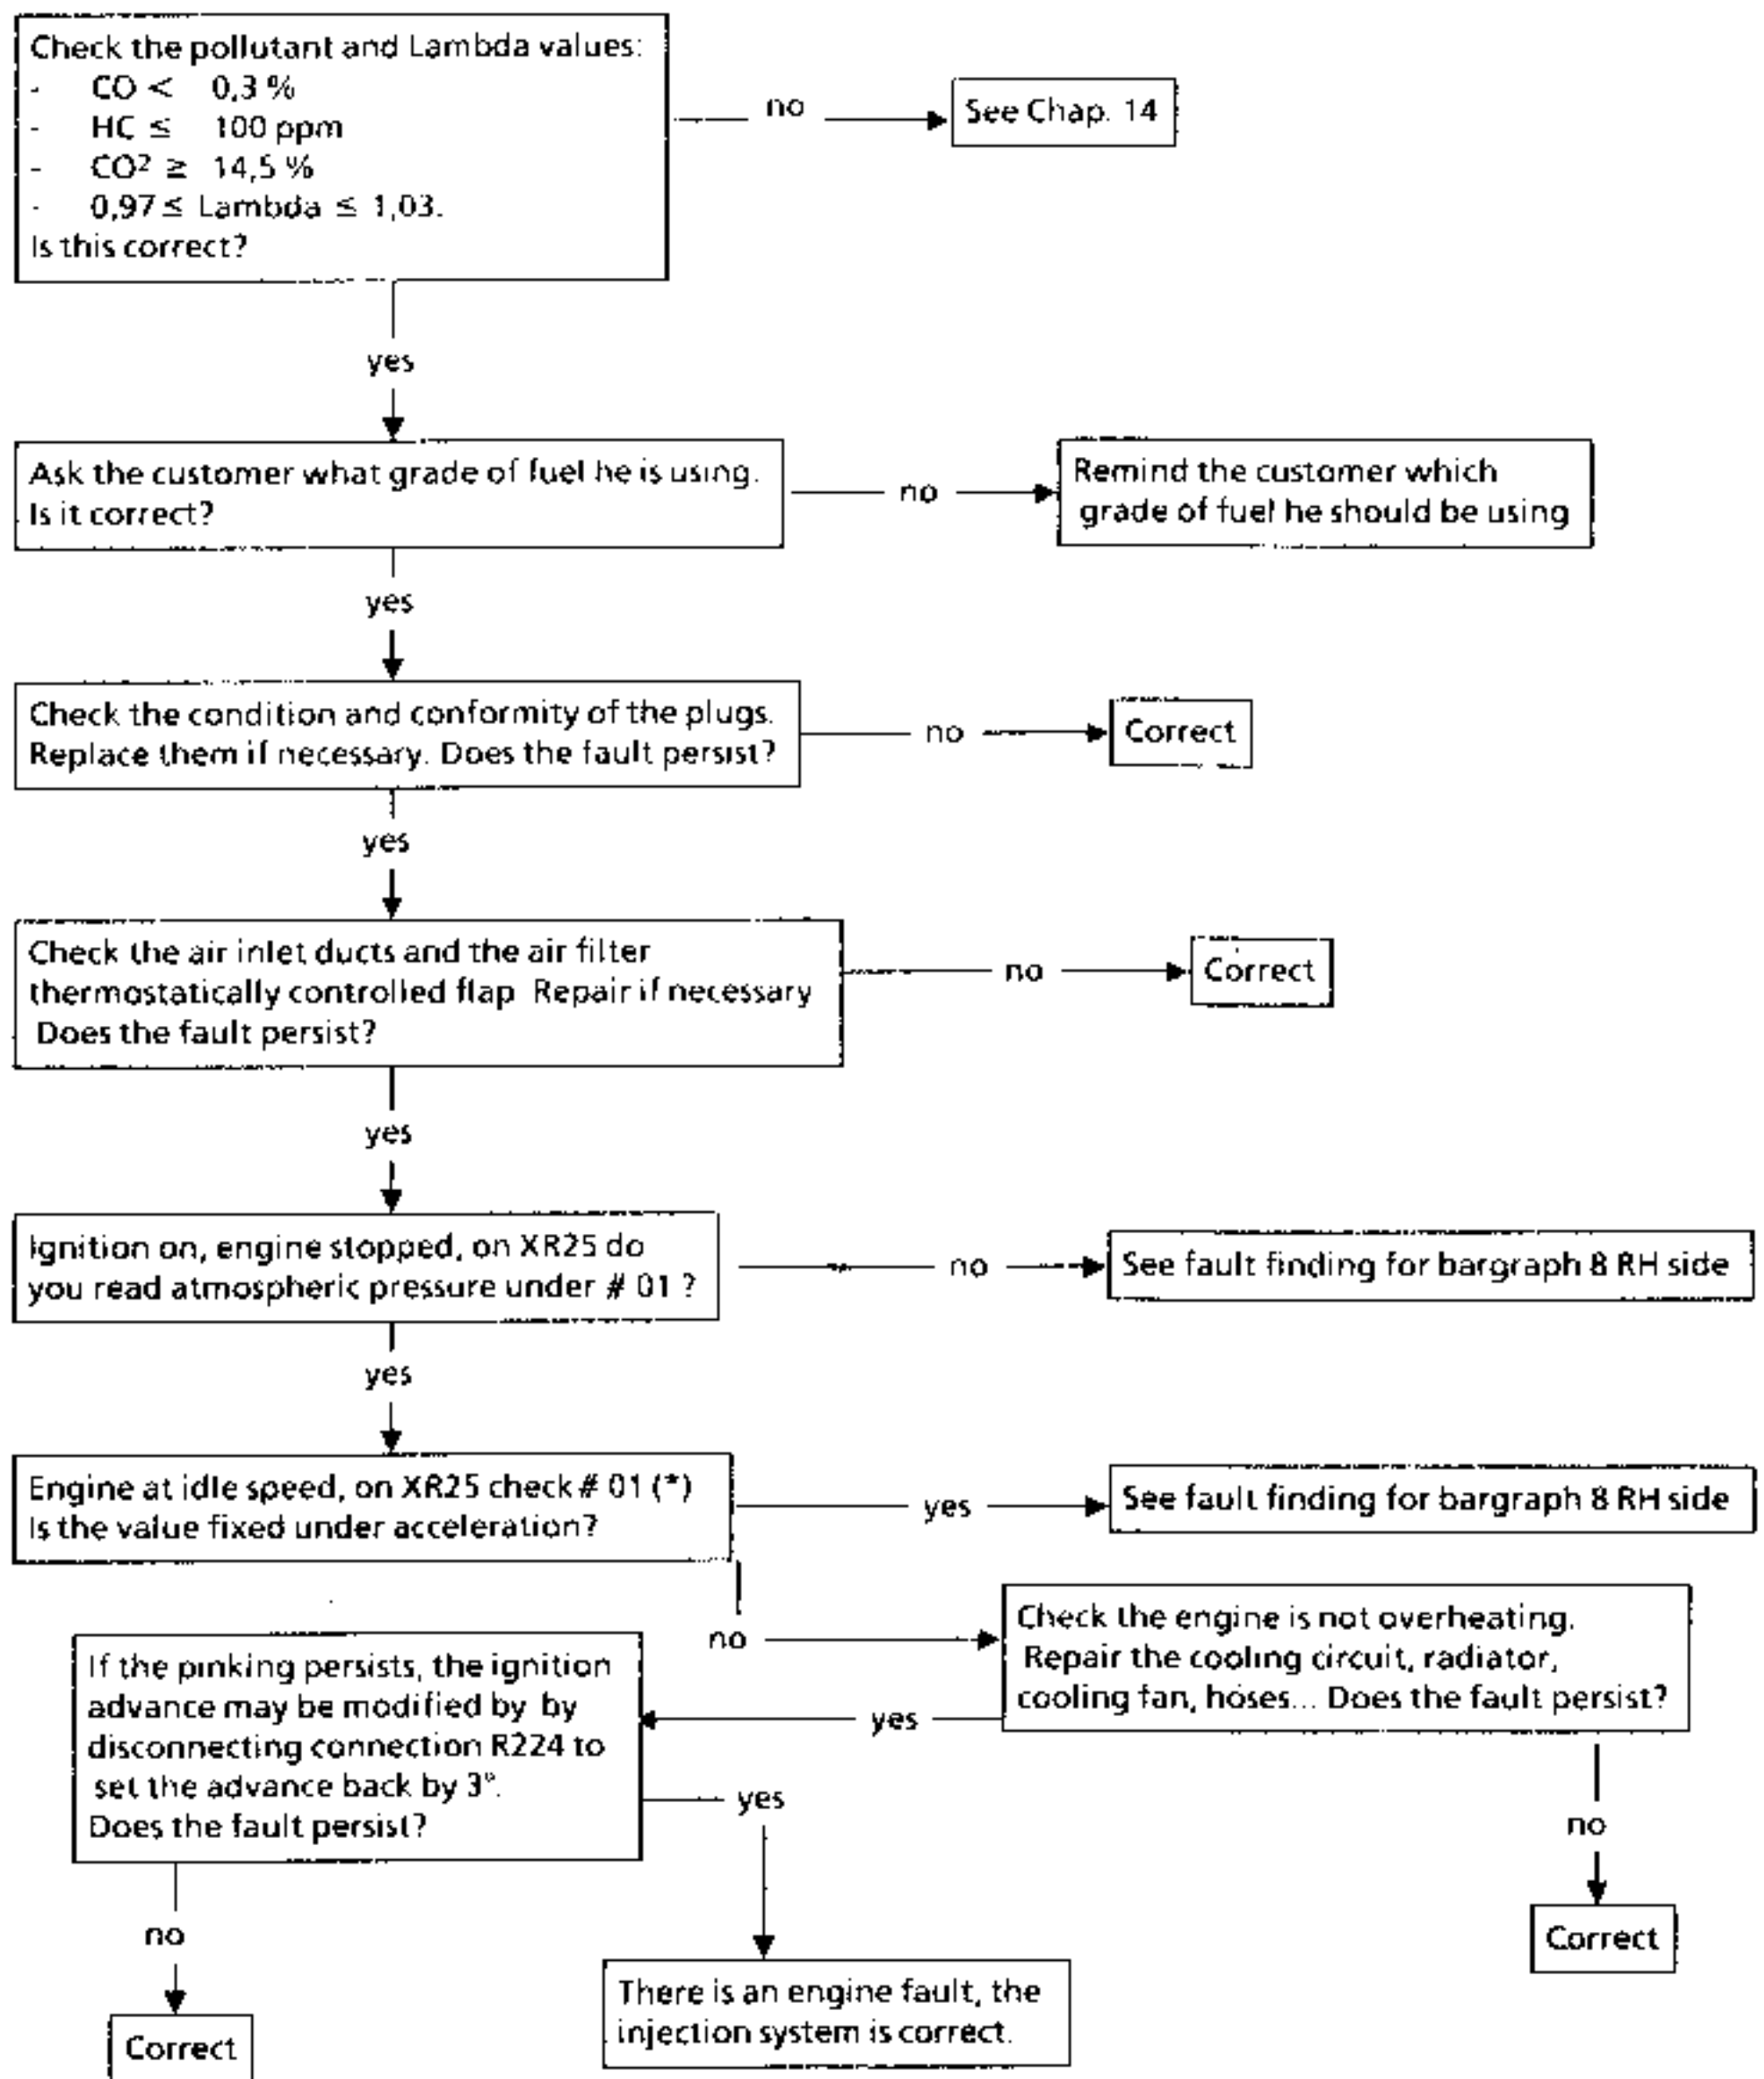 Check the pollutant and Lambda values:
- CO < 0,3 %
- HC ≤ 100 ppm
- CO² ≥ 14,5 %
- 0,97 ≤ Lambda ≤ 1,03.
Is this correct?
no
See Chap. 14
yes
Ask the customer what grade of fuel he is using.
Is it correct?
no
Remind the customer which
grade of fuel he should be using
yes
Check the condition and conformity of the plugs.
Replace them if necessary. Does the fault persist?
no
Correct
yes
Check the air inlet ducts and the air filter
thermostatically controlled flap Repair if necessary
Does the fault persist?
no
Correct
yes
Ignition on, engine stopped, on XR25 do
you read atmospheric pressure under # 01 ?
no
See fault finding for bargraph 8 RH side
yes
Engine at idle speed, on XR25 check # 01 (*)
Is the value fixed under acceleration?
yes
See fault finding for bargraph 8 RH side
no
Check the engine is not overheating.
Repair the cooling circuit, radiator,
cooling fan, hoses... Does the fault persist?
yes
If the pinking persists, the ignition
advance may be modified by by
disconnecting connection R224 to
set the advance back by 3°.
Does the fault persist?
yes
no
no
Correct
Correct
There is an engine fault, the
injection system is correct.